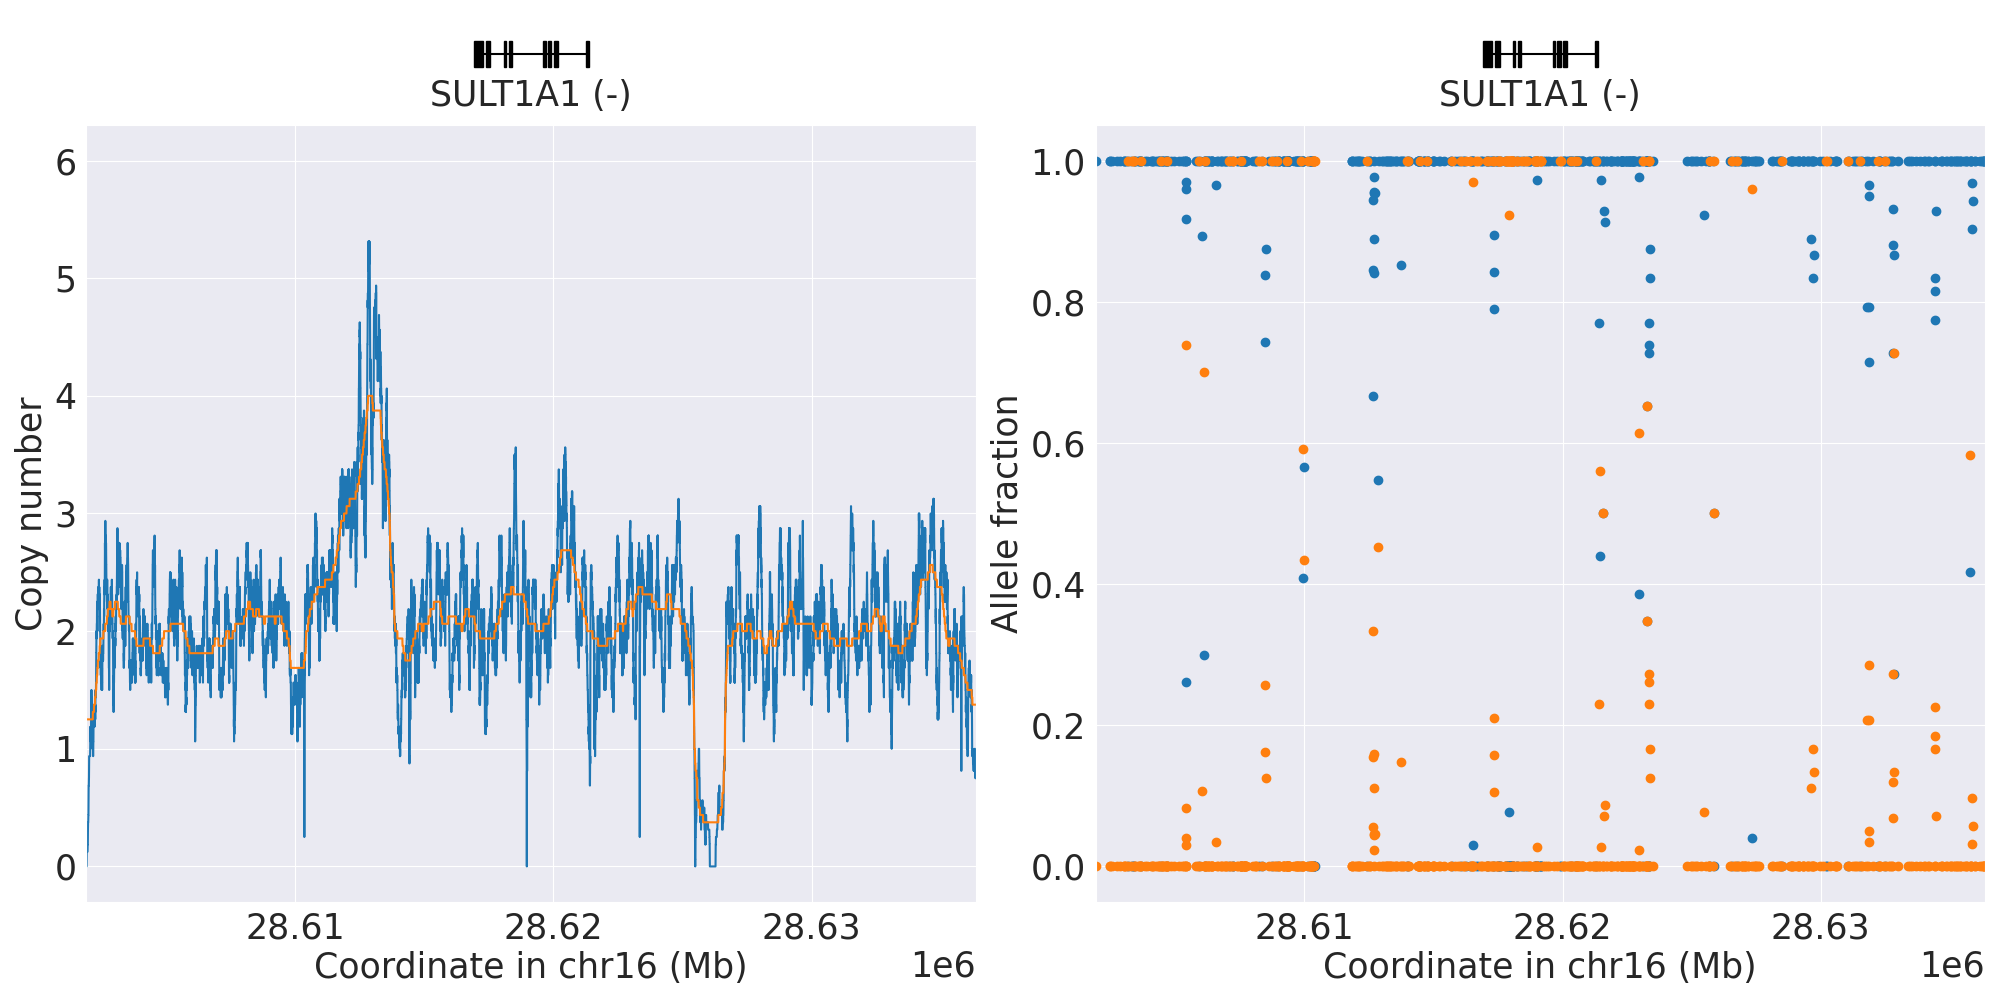 SULT1A1 (-)
6
5
4
3
2
1
0
Copy number
28.61
28.62
28.63
Coordinate in chr16 (Mb)
1e6
SULT1A1 (-)
1.0
0.8
0.6
0.4
0.2
0.0
Allele fraction
28.61
28.62
28.63
Coordinate in chr16 (Mb)
1e6